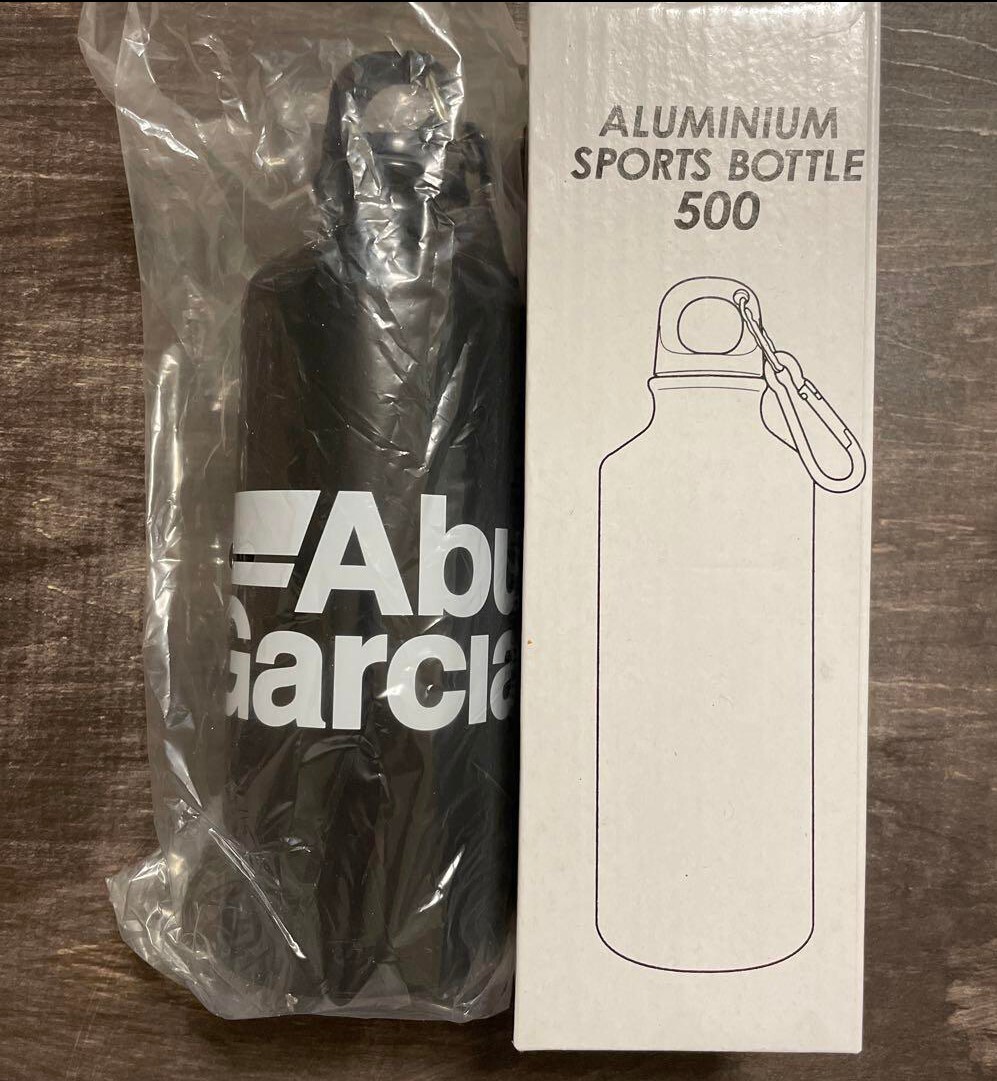 Abu
Garcia
ALUMINIUM
SPORTS BOTTLE
500